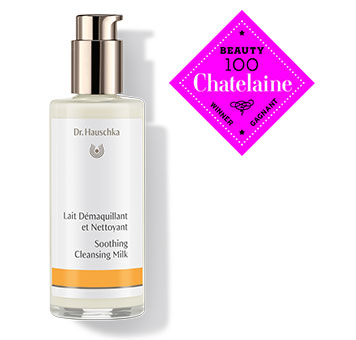 Dr. Hauschka
Lait Démaquillant
et Nettoyant
Soothing
Cleansing Milk
BEAUTY
100
Chatelaine
WINNER
GAGNANT